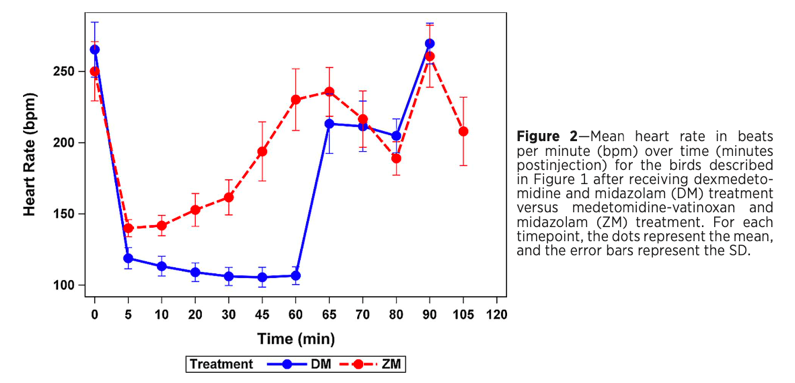 250
200
150
100
Heart Rate (bpm)
0 5 10 20 30 45 60 65 70 80 90 105 120
Time (min)
Treatment DM ZM
Figure 2—Mean heart rate in beats
per minute (bpm) over time (minutes
postinjection) for the birds described
in Figure 1 after receiving dexmedeto-
midine and midazolam (DM) treatment
versus medetomidine-vatinoxan and
midazolam (ZM) treatment. For each
timepoint, the dots represent the mean,
and the error bars represent the SD.